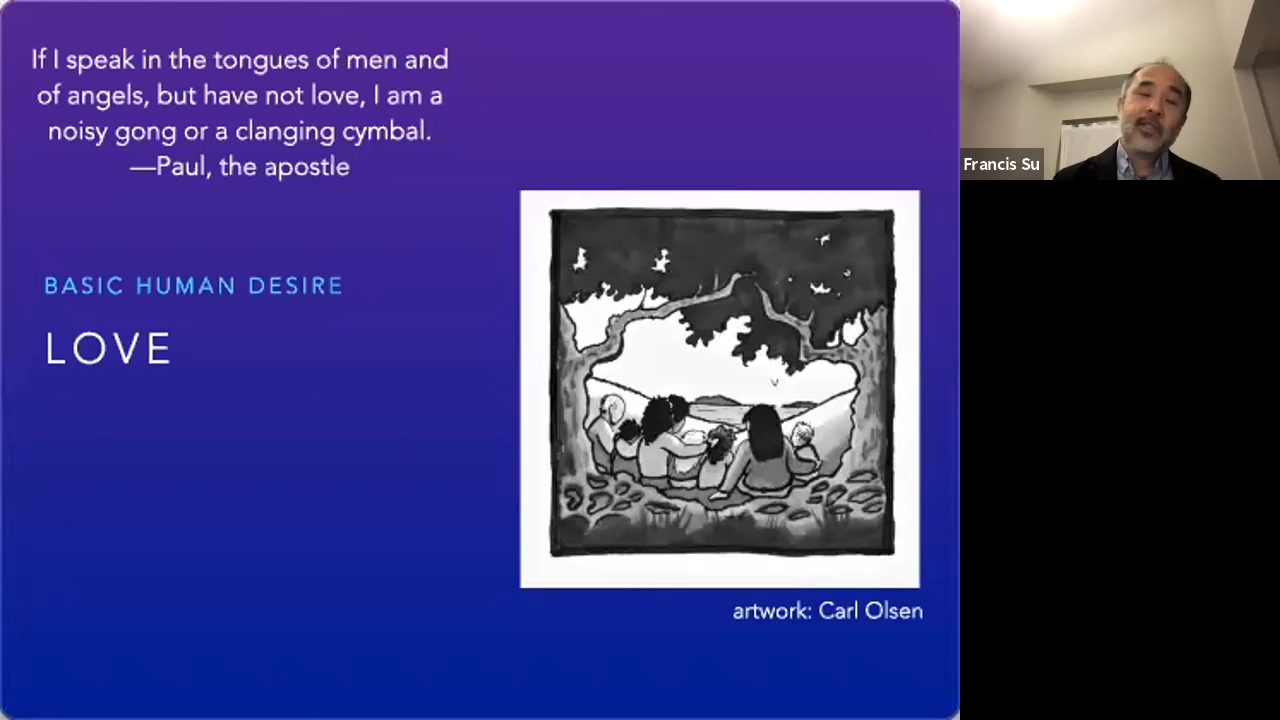 If I speak in the tongues of men and
of angels, but have not love, I am a
noisy gong or a clanging cymbal.
—Paul, the apostle
BASIC HUMAN DESIRE
LOVE
artwork: Carl Olsen
Francis Su